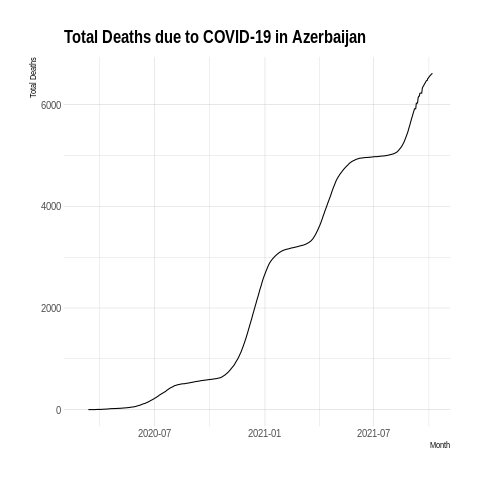 Total Deaths due to COVID-19 in Azerbaijan
Total Deaths
6000
4000
2000
0
2020-07
2021-01
2021-07
Month